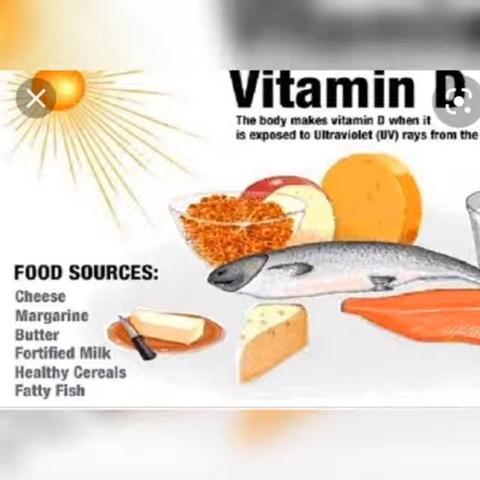 Vitamin D
The body makes vitamin D when it
is exposed to Ultraviolet (UV) rays from the
FOOD SOURCES:
Cheese
Margarine
Butter
Fortified Milk
Healthy Cereals
Fatty Fish